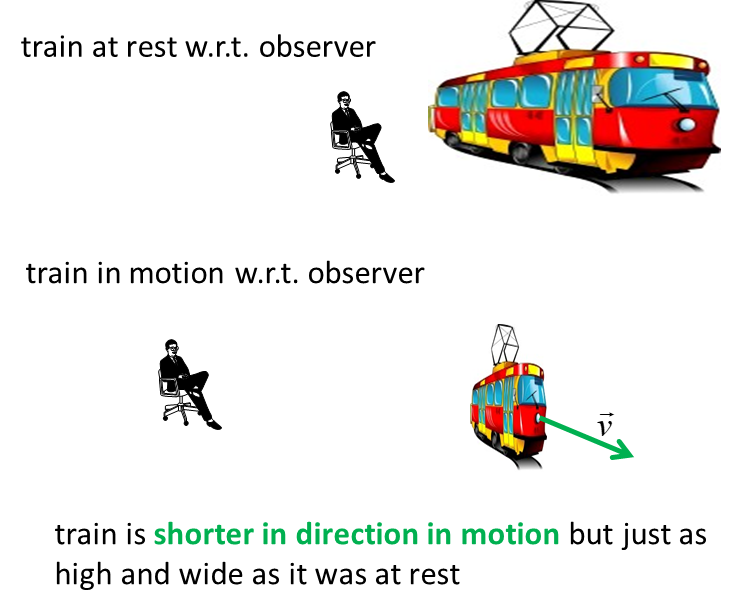 train at rest w.r.t. observer
train in motion w.r.t. observer
v⃗
train is shorter in direction in motion but just as
high and wide as it was at rest